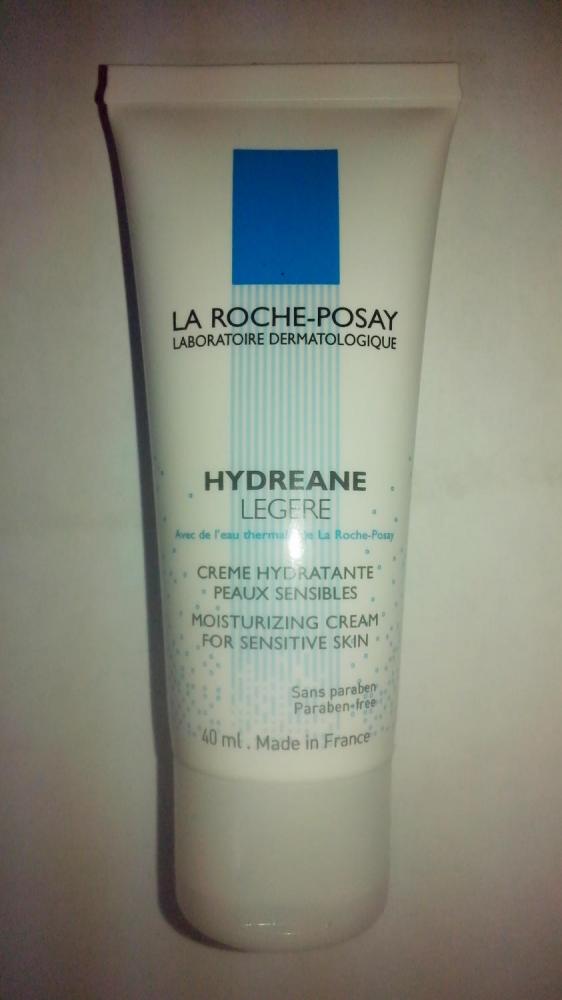 LA ROCHE-POSAY
LABORATOIRE DERMATOLOGIQUE
HYDREANE
LEGERE
Avec de l'eau thermale de La Roche-Posay
CREME HYDRATANTE
PEAUX SENSIBLES
MOISTURIZING CREAM
FOR SENSITIVE SKIN
Sans paraben
Paraben-free
40 ml . Made in France